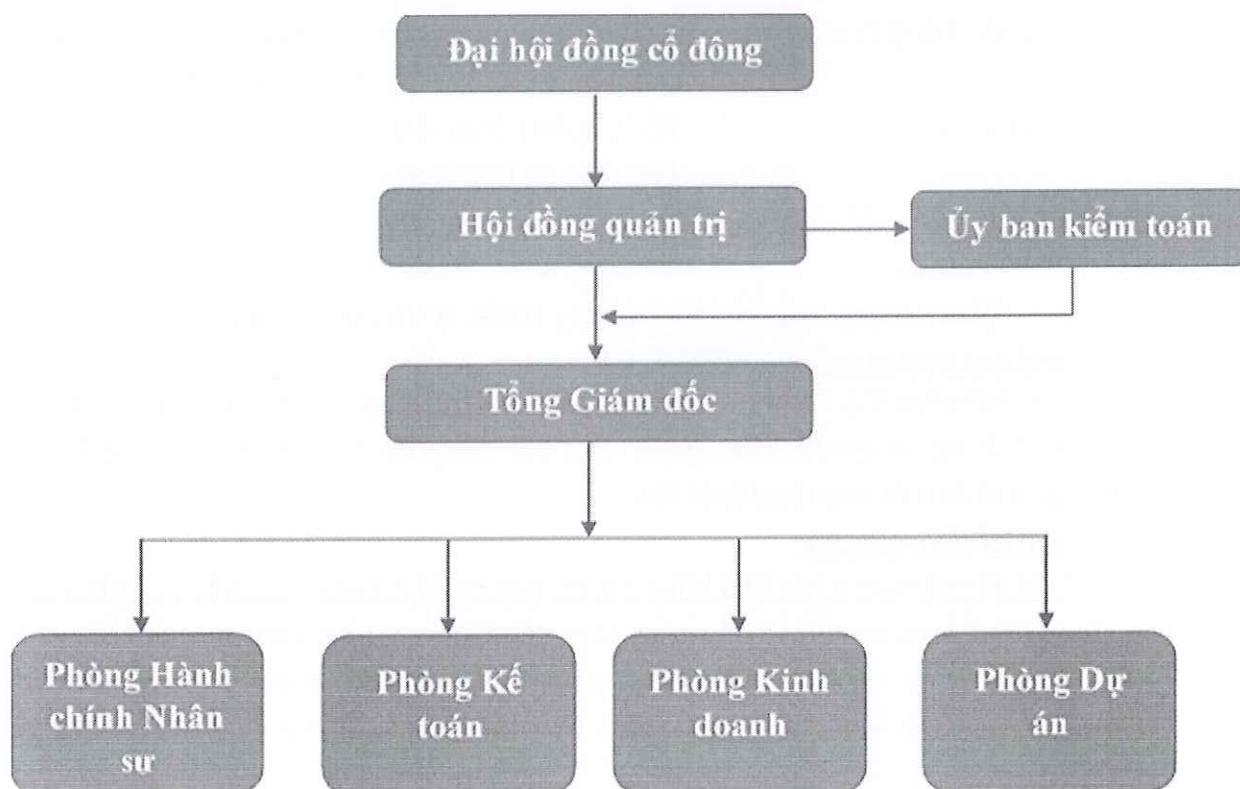 Đại hội đồng cổ đông
Hội đồng quản trị
Ủy ban kiểm toán
Tổng Giám đốc
Phòng Hành
chính Nhân
sự
Phòng Kế
toán
Phòng Kinh
doanh
Phòng Dự
án